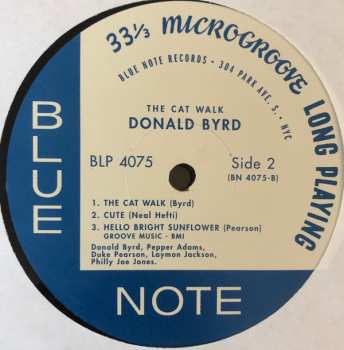 33 1/3 MICROGROOVE LONG PLAYING
BLUE NOTE RECORDS • 304 PARK AVE. S. • NYC
THE CAT WALK
DONALD BYRD
BLP 4075
Side 2
(BN 4075-B)
1. THE CAT WALK (Byrd)
2. CUTE (Neal Hefti)
3. HELLO BRIGHT SUNFLOWER (Pearson)
GROOVE MUSIC - BMI
Donald Byrd, Pepper Adams,
Duke Pearson, Laymon Jackson,
Philly Joe Jones.
BLUE
NOTE